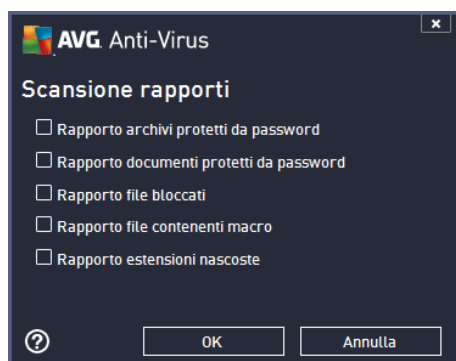 AVG. Anti-Virus
Scansione rapporti
Rapporto archivi protetti da password
Rapporto documenti protetti da password
Rapporto file bloccati
Rapporto file contenenti macro
Rapporto estensioni nascoste
?
OK
Annulla